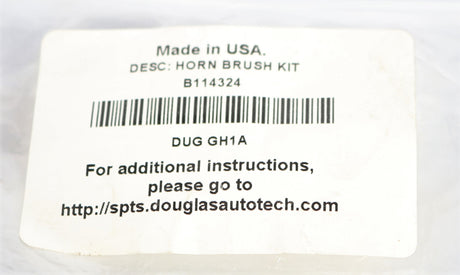 Made in USA.
DESC: HORN BRUSH KIT
B114324
DUG GH1A
For additional instructions,
please go to
http://spts.douglasautotech.com